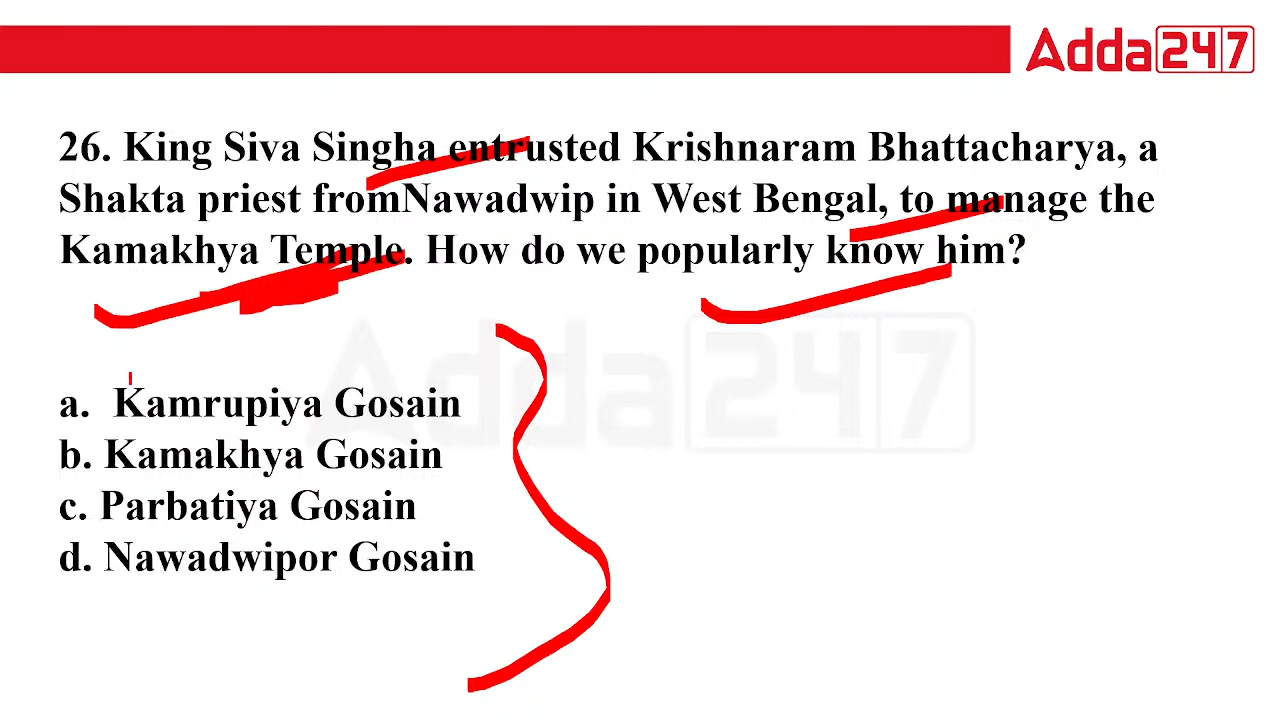 Adda247
26. King Siva Singha entrusted Krishnaram Bhattacharya, a
Shakta priest fromNawadwip in West Bengal, to manage the
Kamakhya Temple. How do we popularly know him?
Adda247
a. Kamrupiya Gosain
b. Kamakhya Gosain
c. Parbatiya Gosain
d. Nawadwipor Gosain